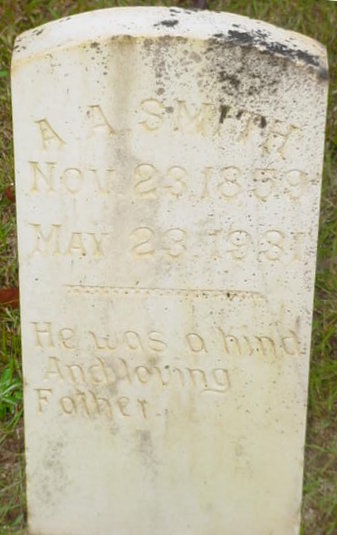 A. A. SMITH
NOV. 23, 1859
MAY 23 1931
He was a kind
And loving
Father.